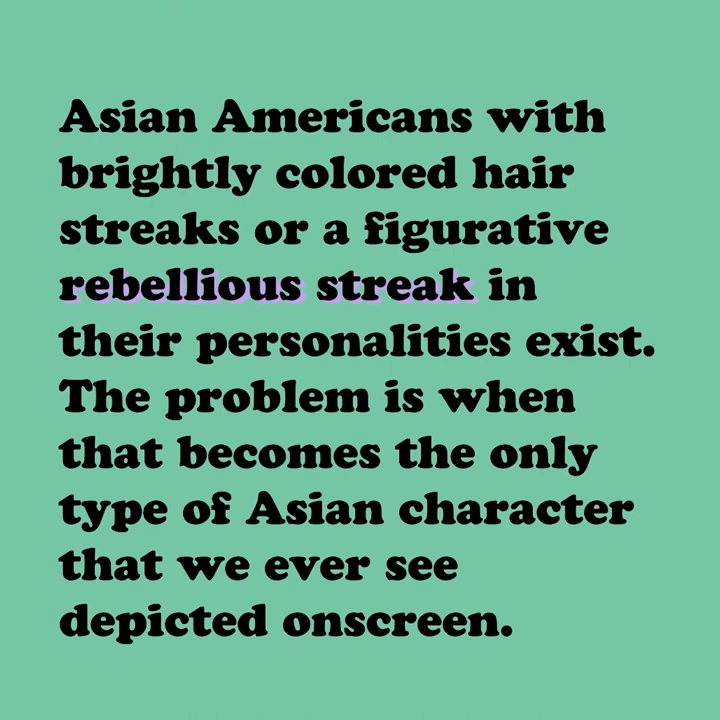 Asian Americans with
brightly colored hair
streaks or a figurative
rebellious streak in
their personalities exist.
The problem is when
that becomes the only
type of Asian character
that we ever see
depicted onscreen.